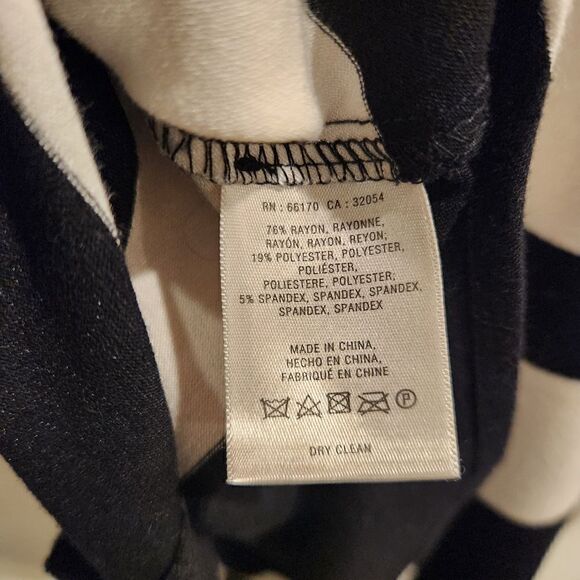 RN : 66170 CA : 32054
76% RAYON, RAYONNE,
RAYÓN, RAYON, REYON;
19% POLYESTER, POLYESTER,
POLIÉSTER,
POLIESTERE, POLYESTER;
5% SPANDEX, SPANDEX, SPANDEX,
SPANDEX, SPANDEX
MADE IN CHINA,
HECHO EN CHINA,
FABRIQUÉ EN CHINE
P
DRY CLEAN